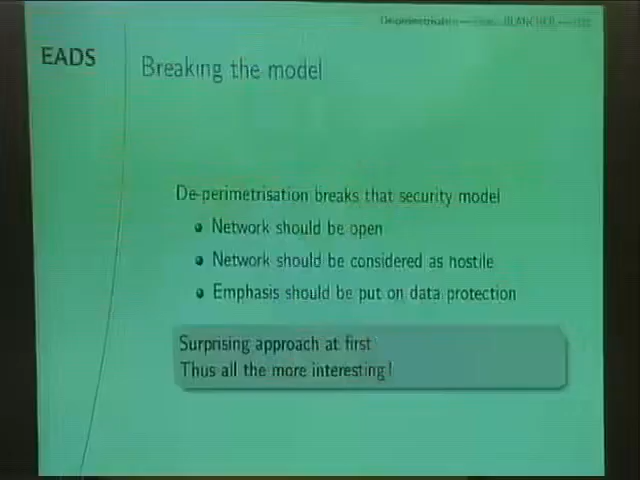 BLANCHER
EADS
Breaking the model
De-perimetrisation breaks that security model
Network should be open
Network should be considered as hostile
Emphasis should be put on data protection
Surprising approach at first
Thus all the more interesting!